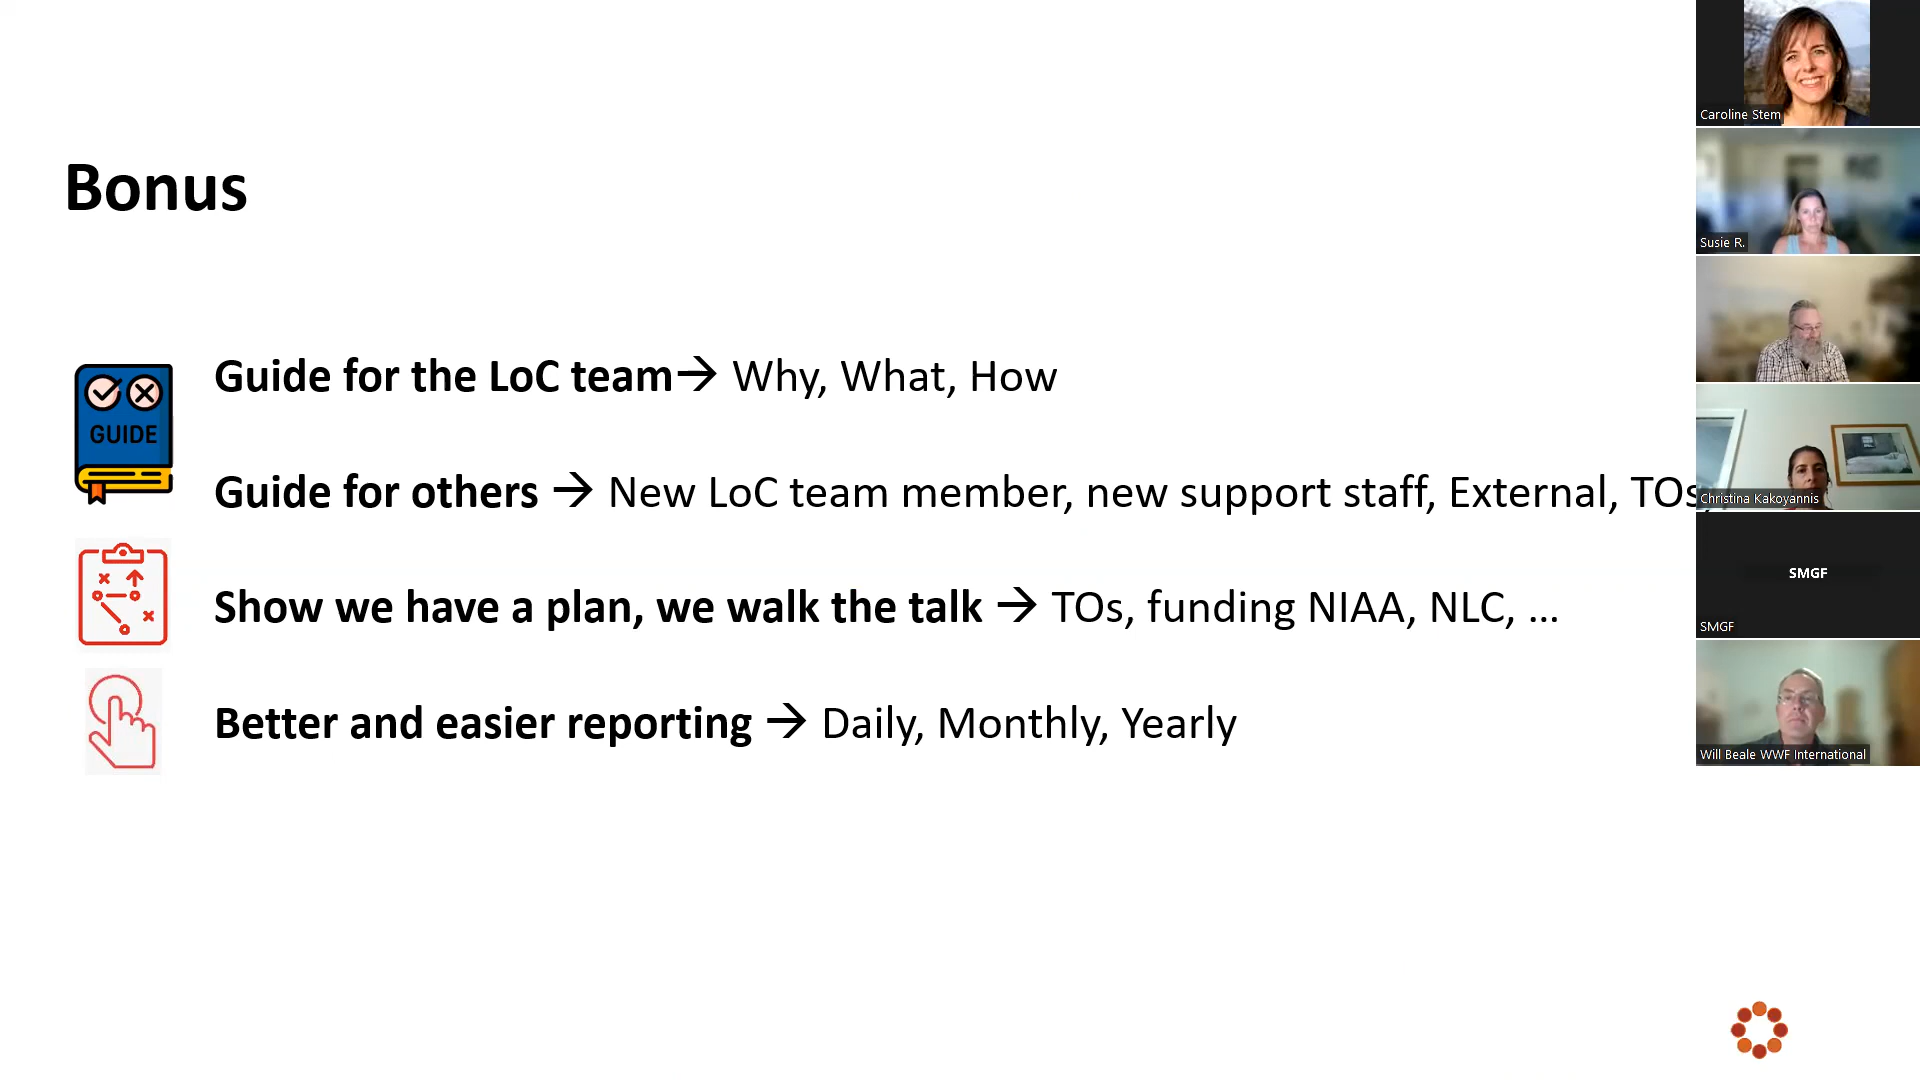 Bonus
Guide for the LoC team→ Why, What, How
GUIDE
Guide for others → New LoC team member, new support staff, External, TOs
Show we have a plan, we walk the talk → TOs, funding NIAA, NLC, ...
Better and easier reporting → Daily, Monthly, Yearly
Caroline Stem
Susie R.
Christina Kakoyannis
SMGF
SMGF
Will Beale WWF International